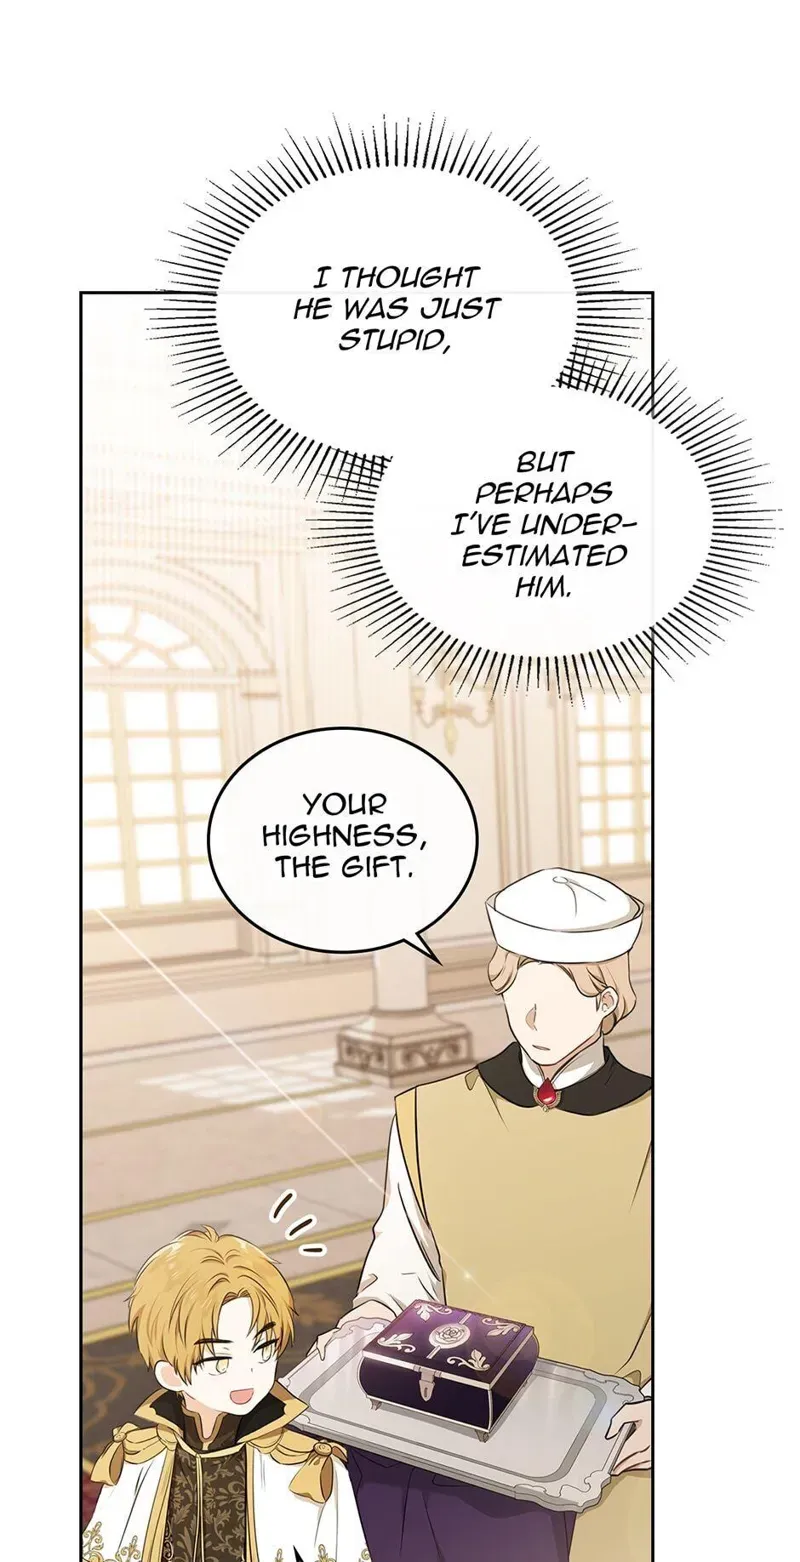 I THOUGHT
HE WAS JUST
STUPID,
BUT
PERHAPS
I'VE UNDER-
ESTIMATED
HIM.
YOUR
HIGHNESS,
THE GIFT.